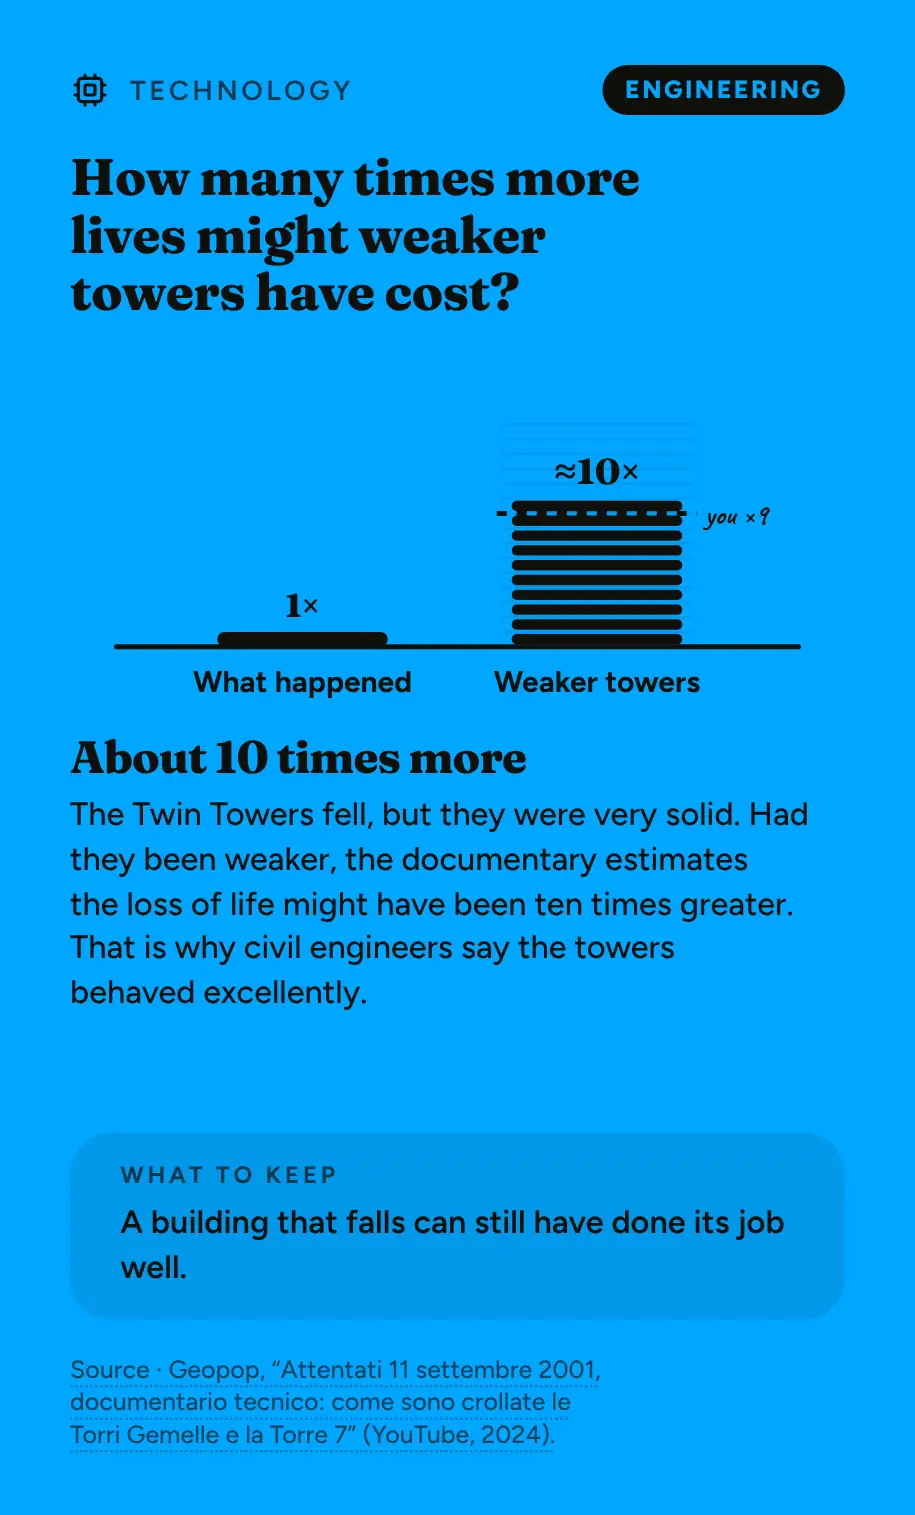 TECHNOLOGY
ENGINEERING
How many times more
lives might weaker
towers have cost?
≈10×
you ×9
1×
What happened
Weaker towers
About 10 times more
The Twin Towers fell, but they were very solid. Had
they been weaker, the documentary estimates
the loss of life might have been ten times greater.
That is why civil engineers say the towers
behaved excellently.
WHAT TO KEEP
A building that falls can still have done its job
well.
Source · Geopop, “Attentati 11 settembre 2001,
documentario tecnico: come sono crollate le
Torri Gemelle e la Torre 7” (YouTube, 2024).